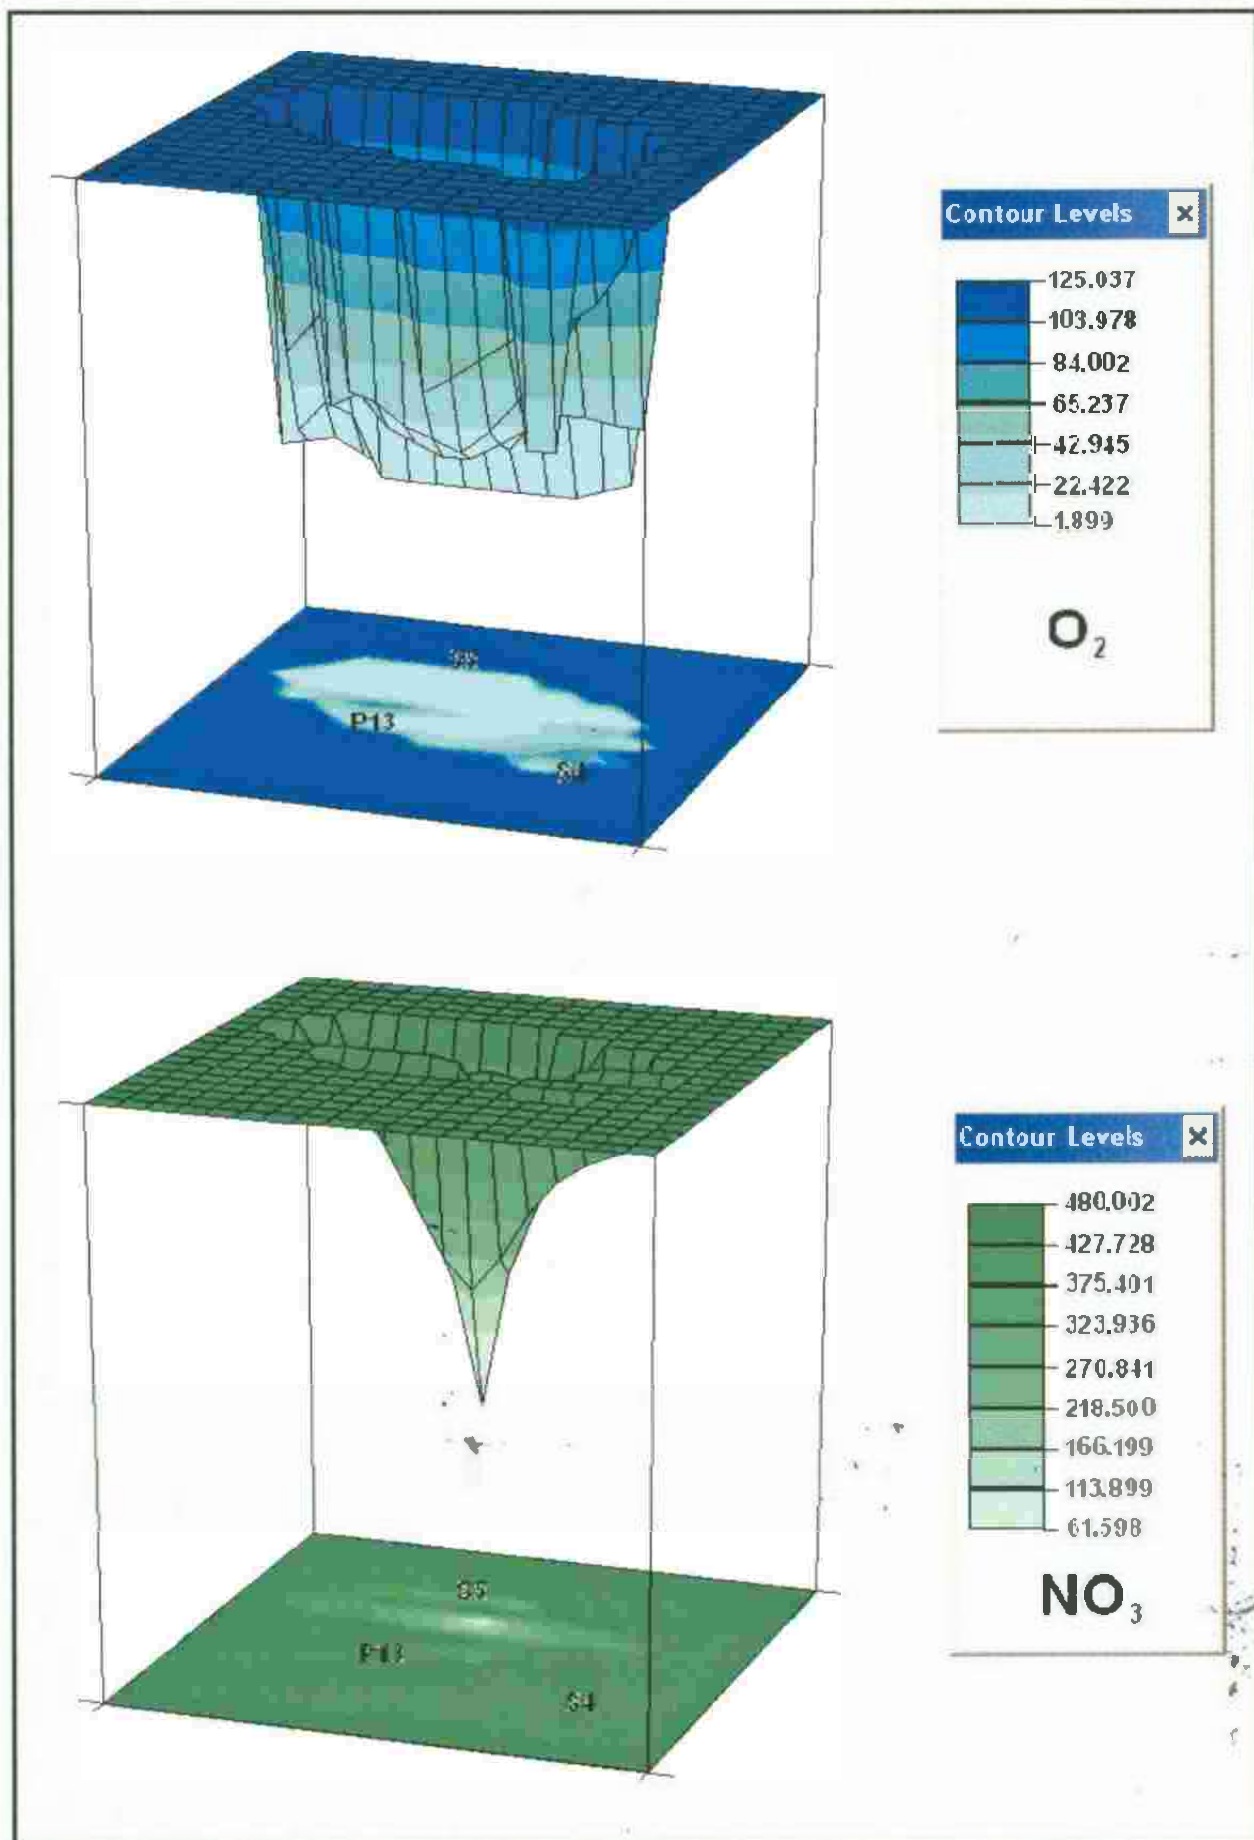 Contour Levels
125.037
103.978
84.002
65.237
42.945
22.422
1.899
O₂
P13
S4
Contour Levels
480.002
427.728
375.401
323.936
270.841
218.500
166.199
113.899
61.598
NO₃
S5
P13
S4